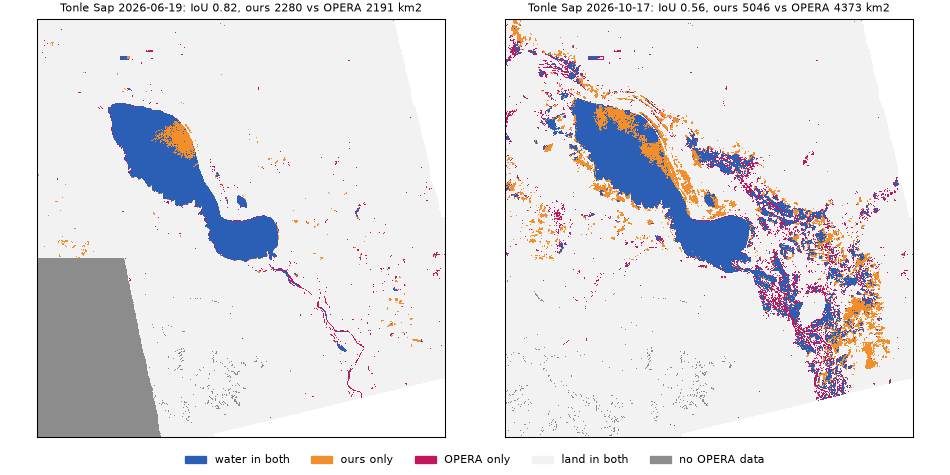 Tonle Sap 2026-06-19: IoU 0.82, ours 2280 vs OPERA 2191 km2
Tonle Sap 2026-10-17: IoU 0.56, ours 5046 vs OPERA 4373 km2
water in both
ours only
OPERA only
land in both
no OPERA data